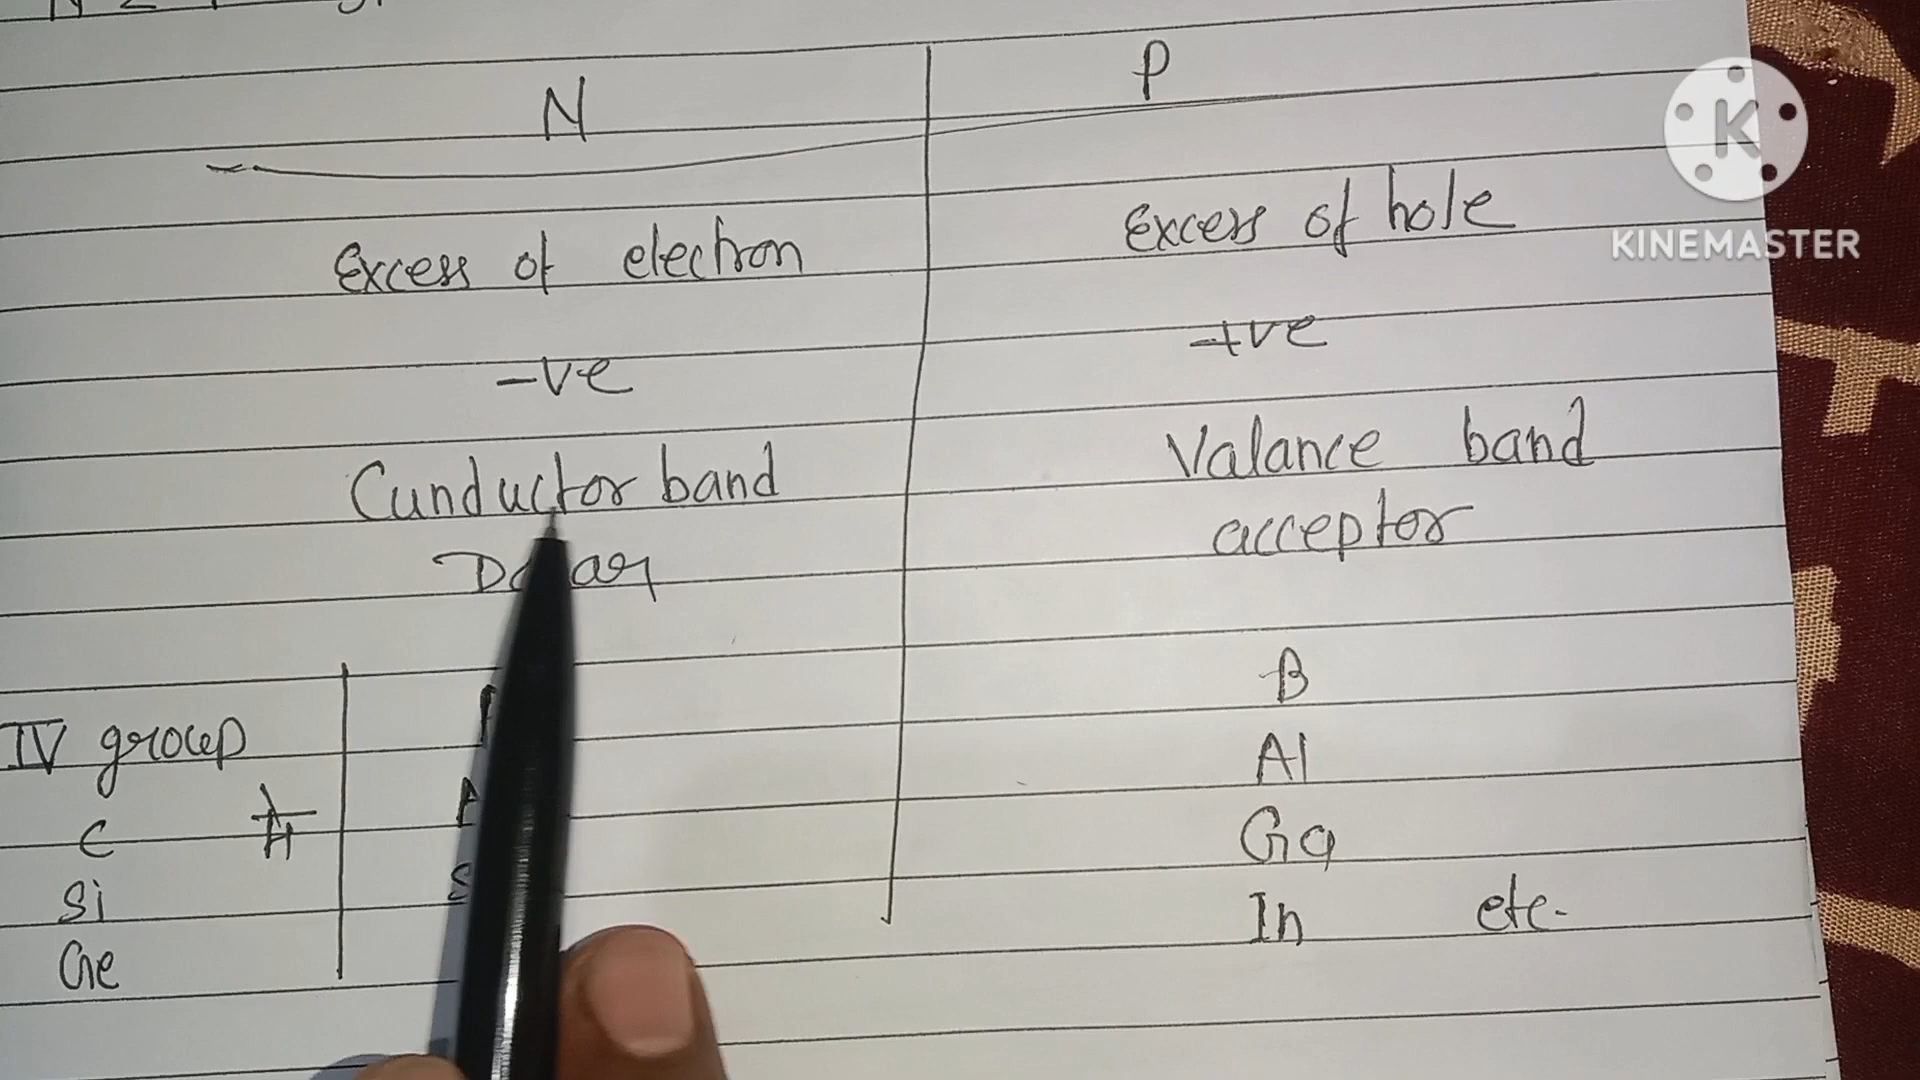 N P
Excess of electron Excess of hole
-ve +ve
Cunductor band Valance band
acceptor
B
IV group Al
C Ga
Si In etc.
Ge
KINEMASTER